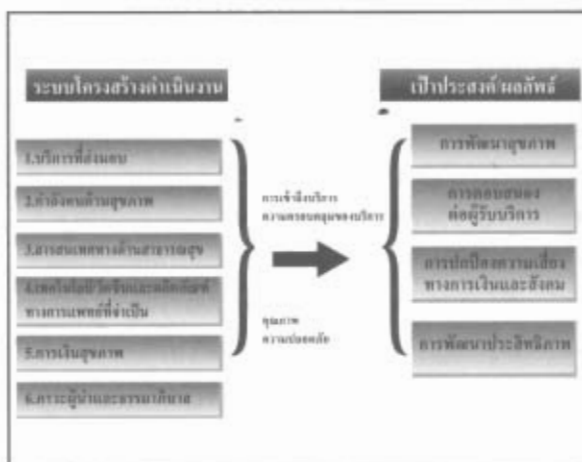 ระบบโครงสร้างดำเนินงาน
1.บริการที่ส่งมอบ
2.กำลังคนด้านสุขภาพ
3.สารสนเทศทางด้านสาธารณสุข
4.เทคโนโลยี วัคซีนและผลิตภัณฑ์
ทางการแพทย์ที่จำเป็น
5.การเงินสุขภาพ
6.ภาวะผู้นำและธรรมาภิบาล
การเข้าถึงบริการ
ความครอบคลุมของบริการ
คุณภาพ
ความปลอดภัย
เป้าประสงค์/ผลลัพธ์
การพัฒนาสุขภาพ
การตอบสนอง
ต่อผู้รับบริการ
การปกป้องความเสี่ยง
ทางการเงินและสังคม
การพัฒนาประสิทธิภาพ